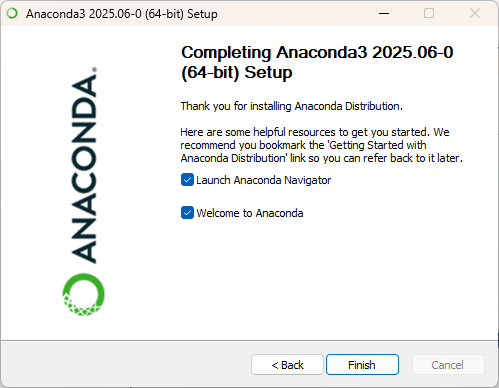 Anaconda3 2025.06-0 (64-bit) Setup
Completing Anaconda3 2025.06-0
(64-bit) Setup
Thank you for installing Anaconda Distribution.
Here are some helpful resources to get you started. We
recommend you bookmark the 'Getting Started with
Anaconda Distribution' link so you can refer back to it later.
Launch Anaconda Navigator
Welcome to Anaconda
ANACONDA.
< Back
Finish
Cancel